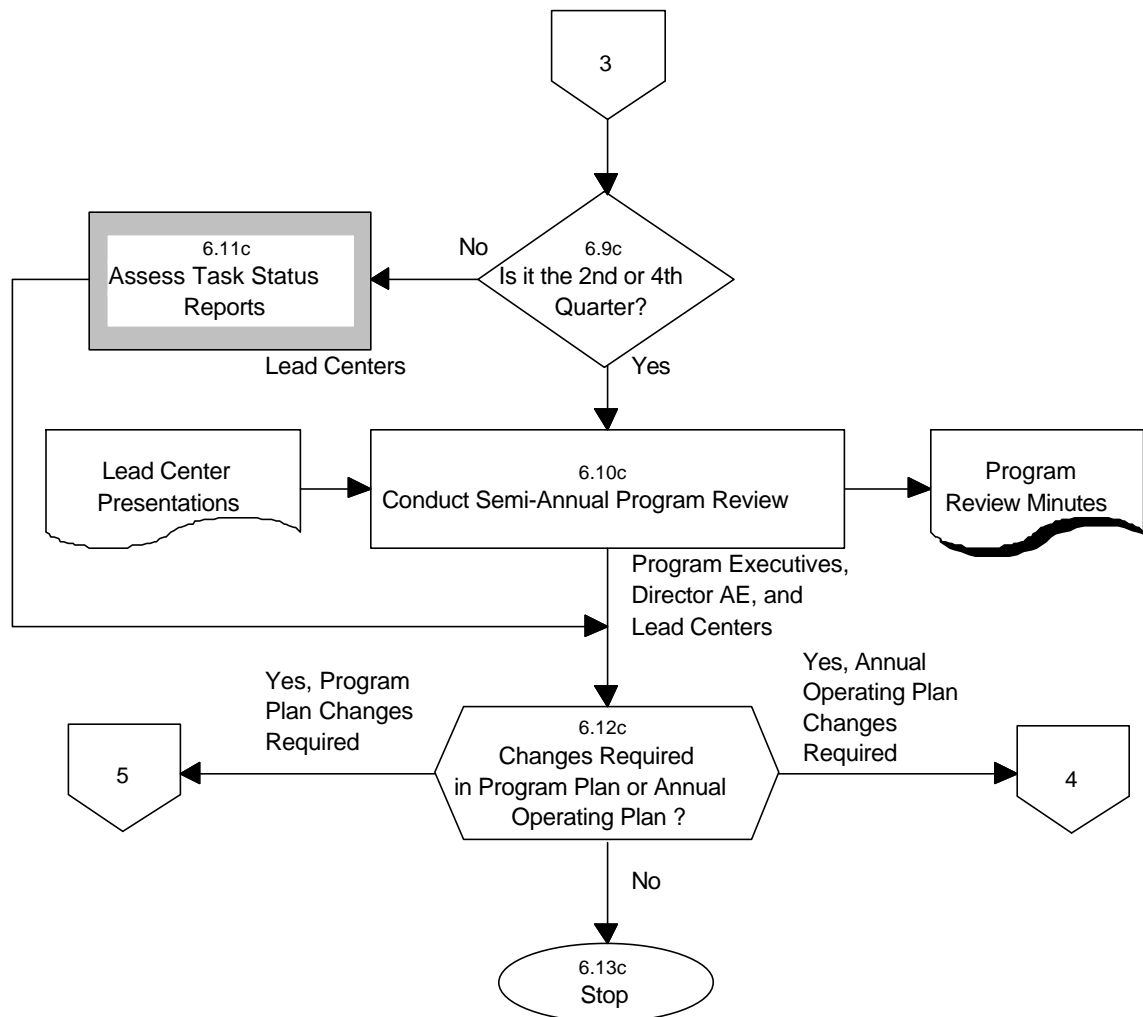 3
No
6.9c
Is it the 2nd or 4th
Quarter?
6.11c
Assess Task Status
Reports
Lead Centers
Yes
Lead Center
Presentations
6.10c
Conduct Semi-Annual Program Review
Program
Review Minutes
Program Executives,
Director AE, and
Lead Centers
Yes, Program
Plan Changes
Required
Yes, Annual
Operating Plan
Changes
Required
5
6.12c
Changes Required
in Program Plan or Annual
Operating Plan ?
4
No
6.13c
Stop